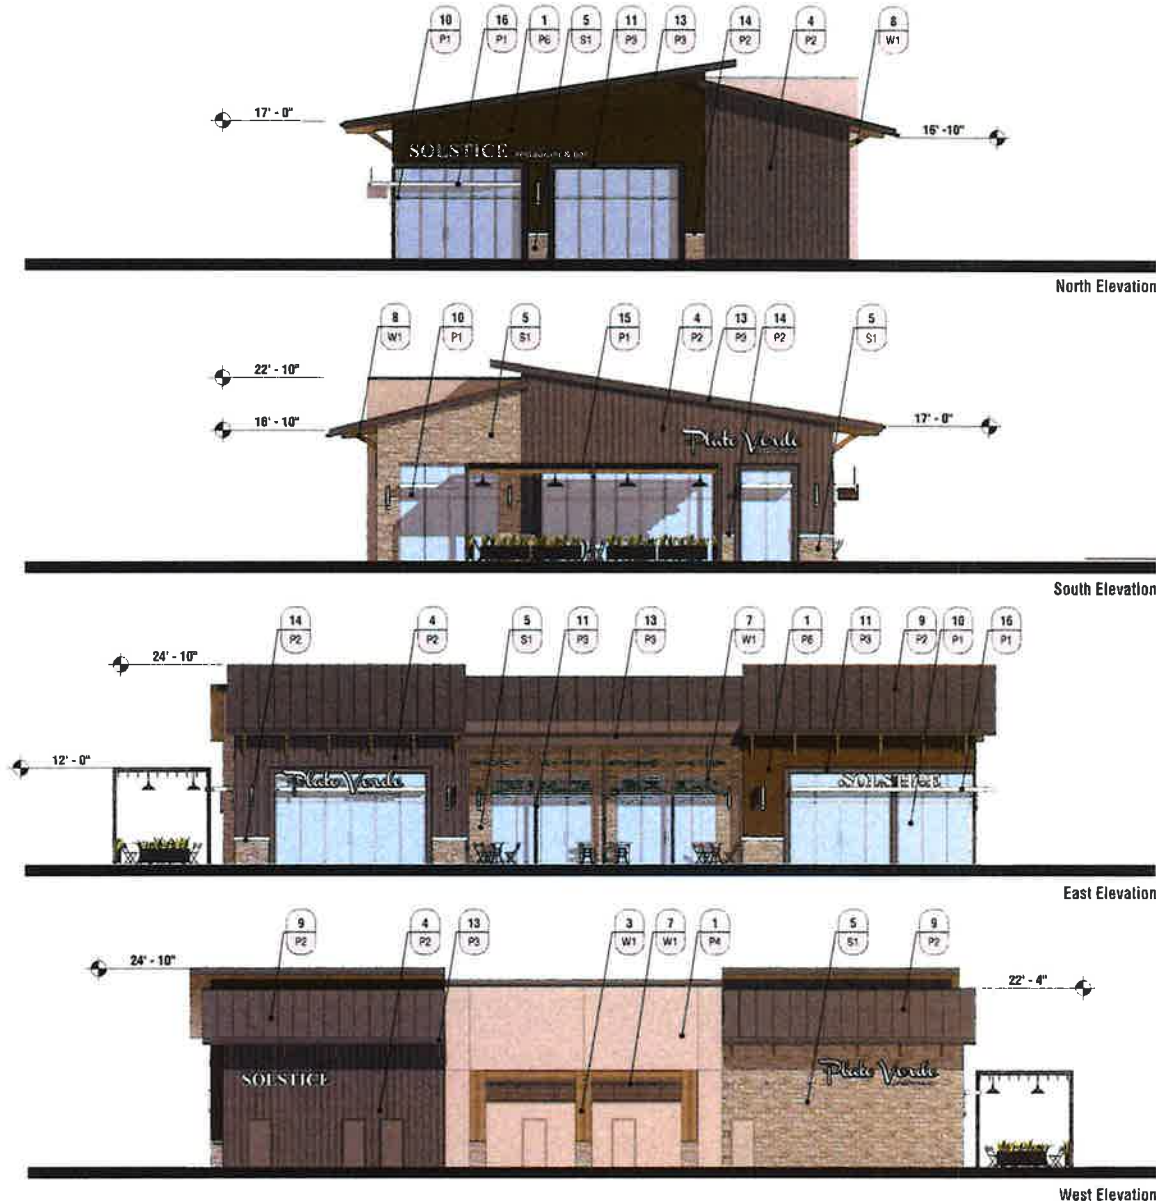 10 16 1 5 11 13 14 4 8
P1 P1 P6 S1 P3 P3 P2 P2 W1
17' - 0"
16' -10"
SOLSTICE
North Elevation
8 10 5 15 4 13 14 5
W1 P1 S1 P1 P2 P3 P2 S1
22' - 10"
16' - 10"
17' - 0"
Plate Verde
South Elevation
14 4 5 11 13 7 1 11 9 10 16
P2 P2 S1 P3 P3 W1 P6 P3 P2 P1 P1
24' - 10"
12' - 0"
Plate Verde
SOLSTICE
East Elevation
9 4 13 3 7 1 5 9
P2 P2 P3 W1 W1 P4 S1 P2
24' - 10"
22' - 4"
SOLSTICE
Plate Verde
West Elevation